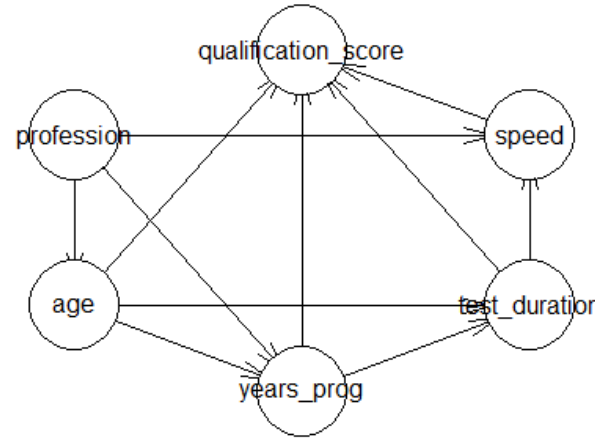 qualification_score
profession
speed
age
test_duration
years_prog